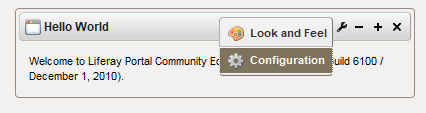 Hello World
Look and Feel
Configuration
Welcome to Liferay Portal Community Ed uild 6100 /
December 1, 2010).